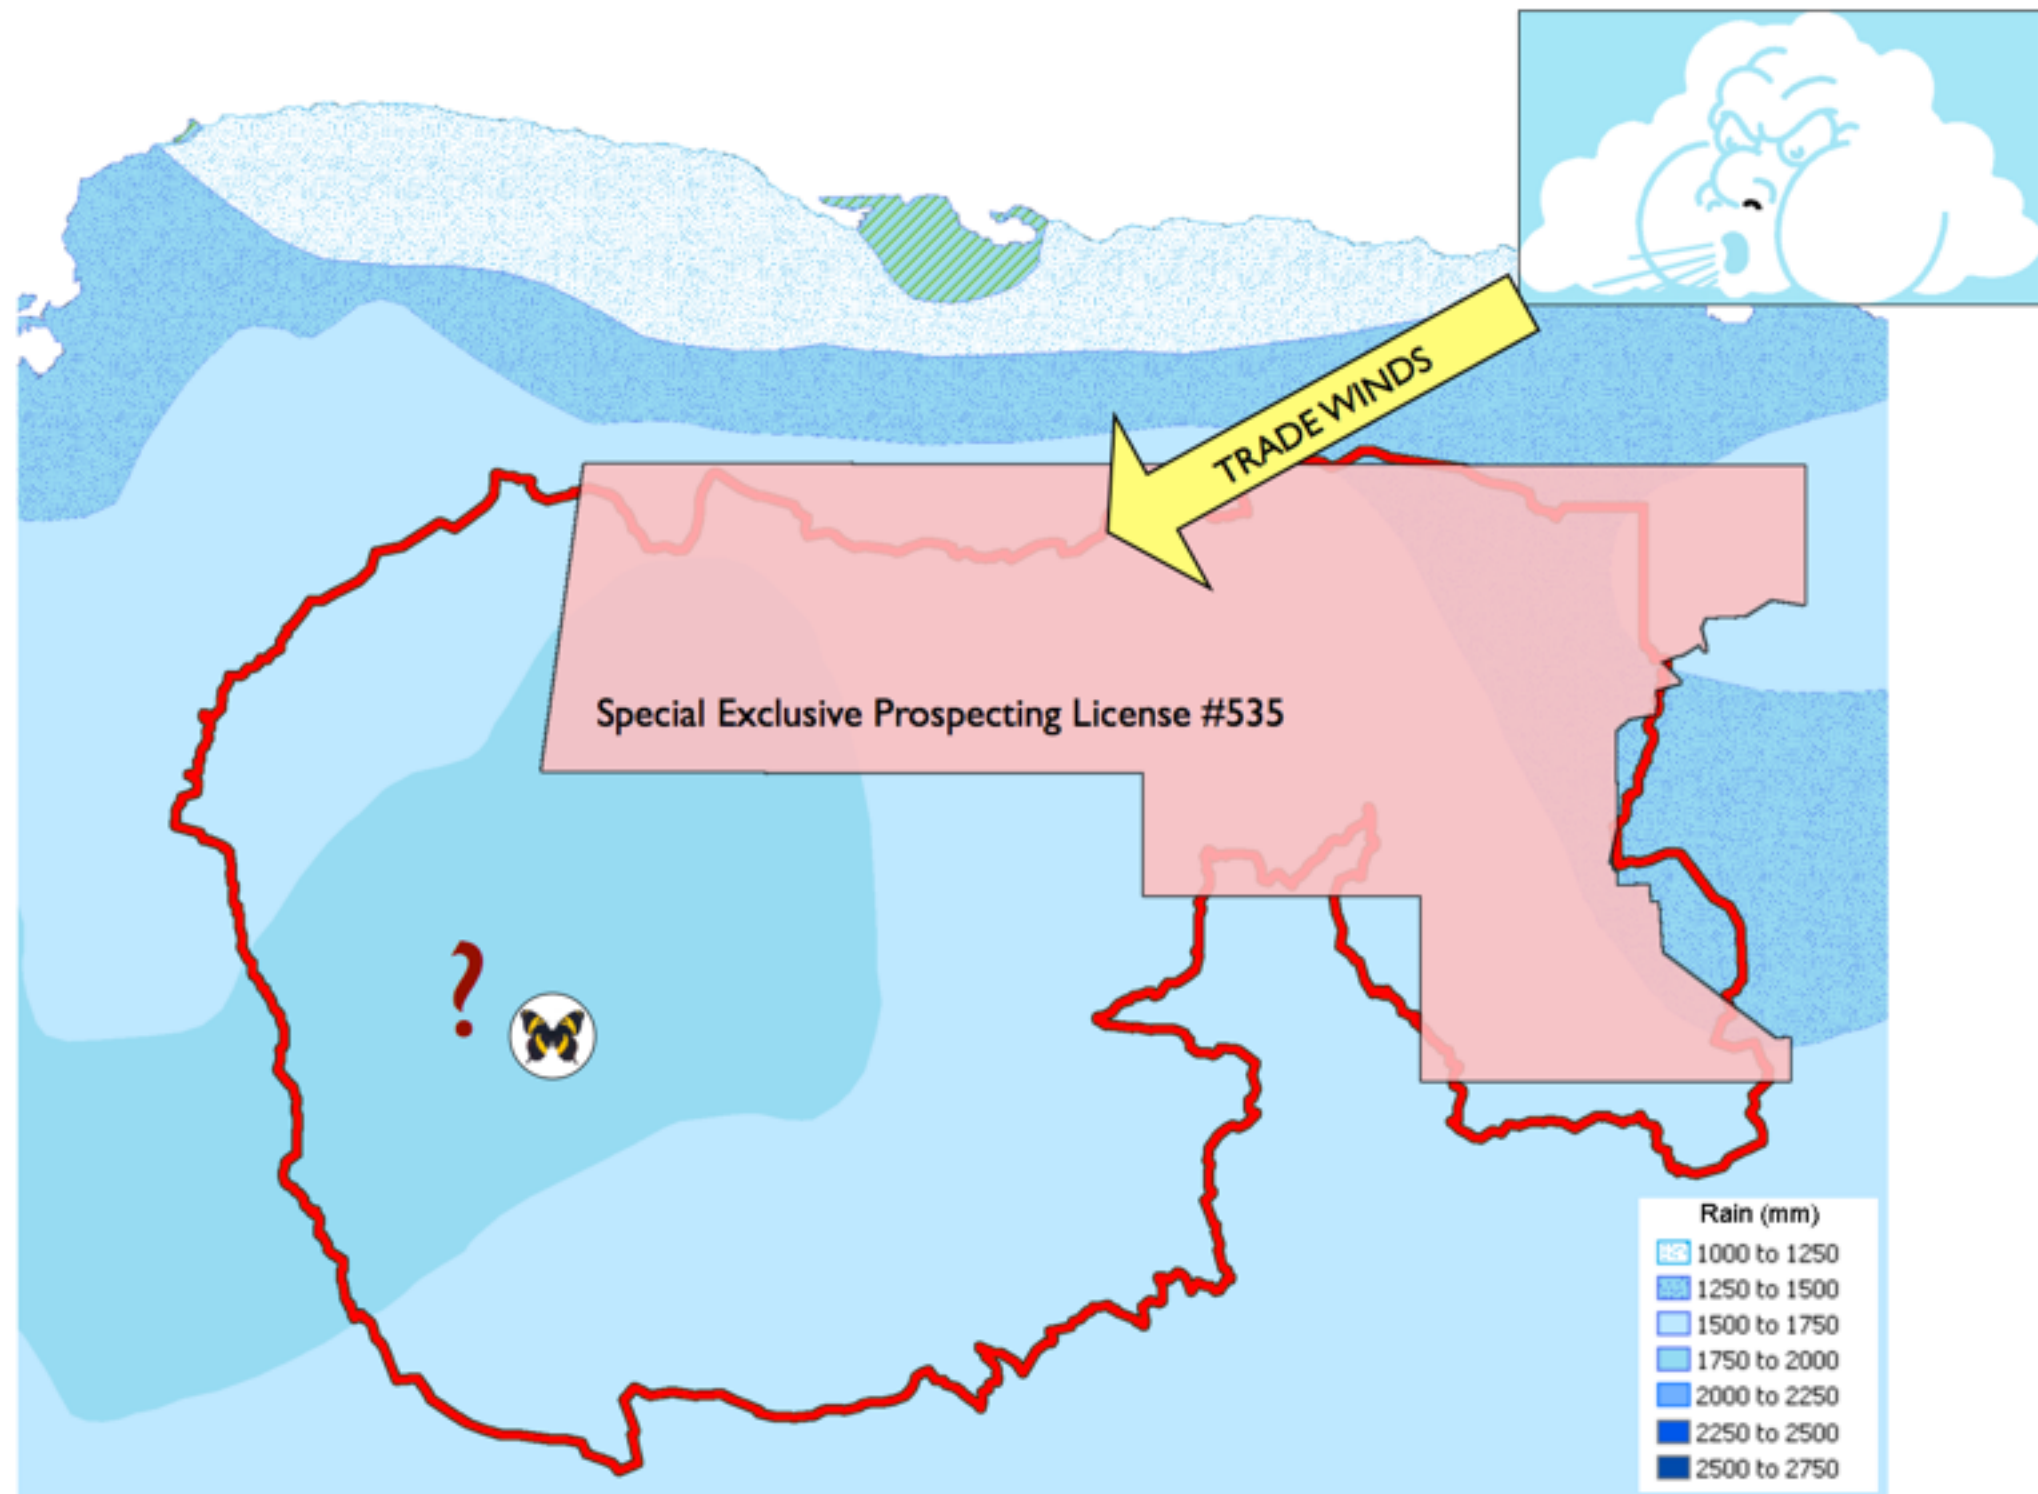 TRADE WINDS
Special Exclusive Prospecting License #535
?
Rain (mm)
1000 to 1250
1250 to 1500
1500 to 1750
1750 to 2000
2000 to 2250
2250 to 2500
2500 to 2750